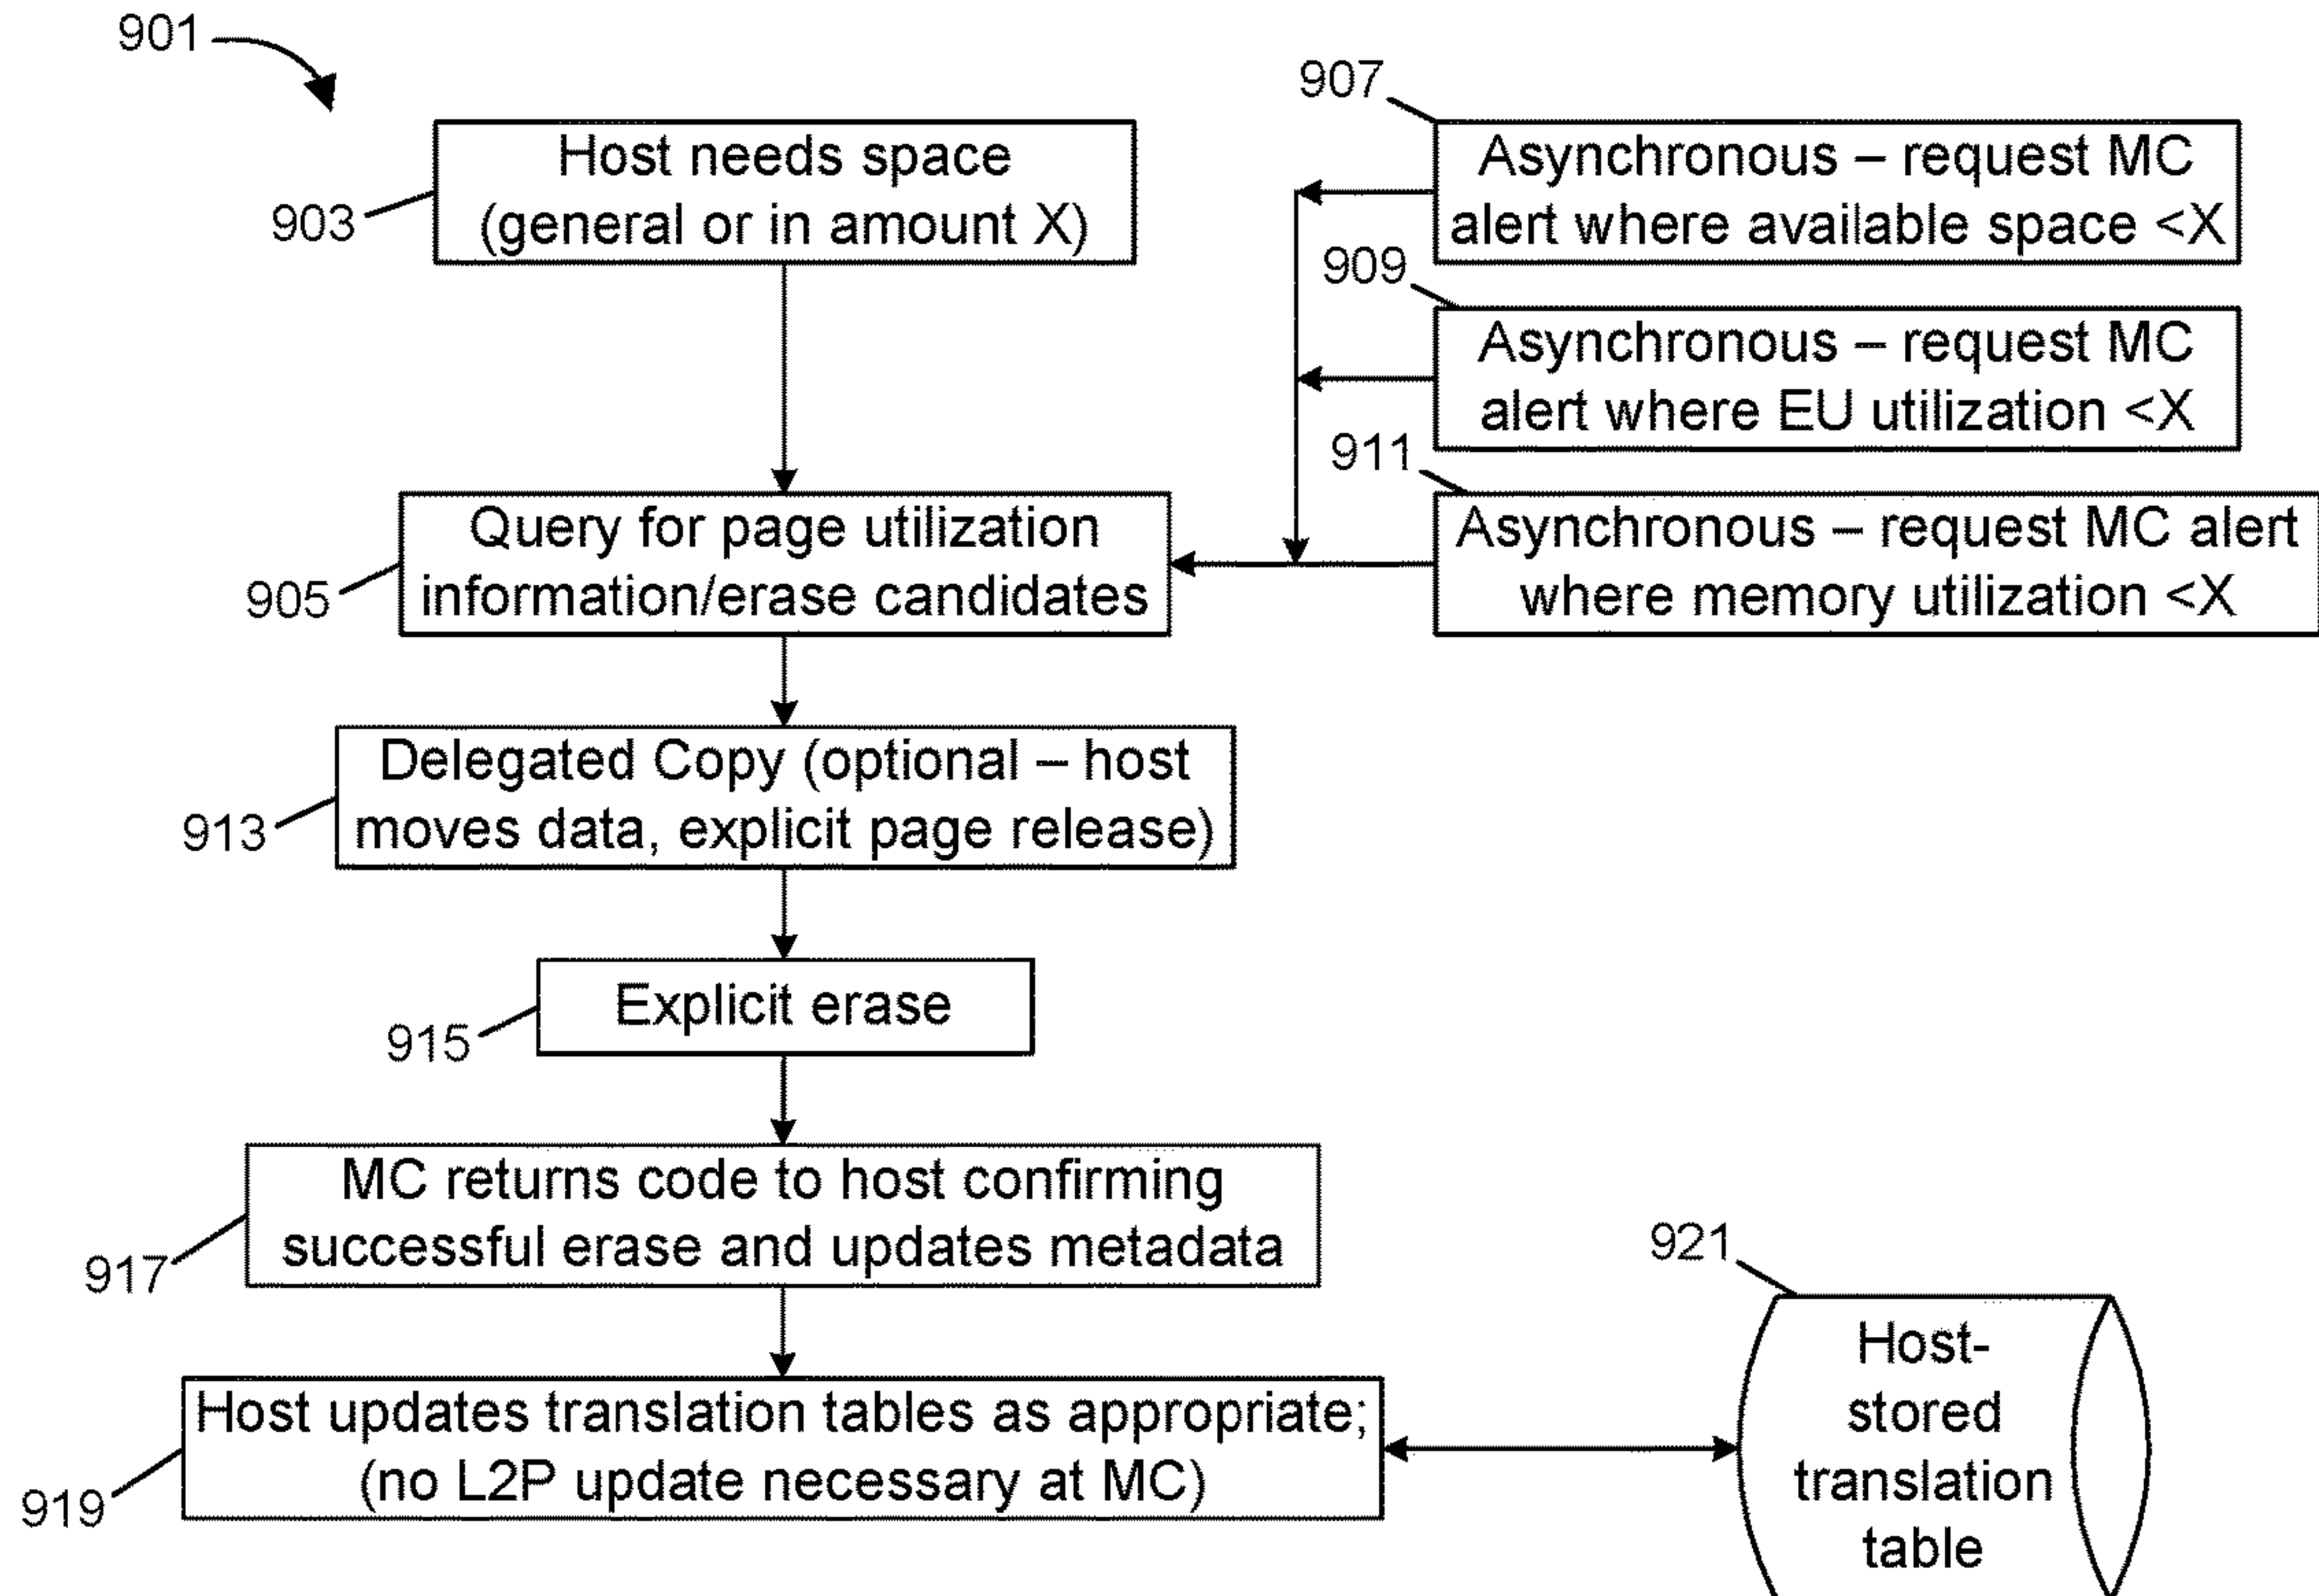 901
903
Host needs space
(general or in amount X)
907
Asynchronous – request MC
alert where available space <X
909
Asynchronous – request MC
alert where EU utilization <X
911
Asynchronous – request MC alert
where memory utilization <X
905
Query for page utilization
information/erase candidates
913
Delegated Copy (optional – host
moves data, explicit page release)
915
Explicit erase
917
MC returns code to host confirming
successful erase and updates metadata
919
Host updates translation tables as appropriate;
(no L2P update necessary at MC)
921
Host-
stored
translation
table